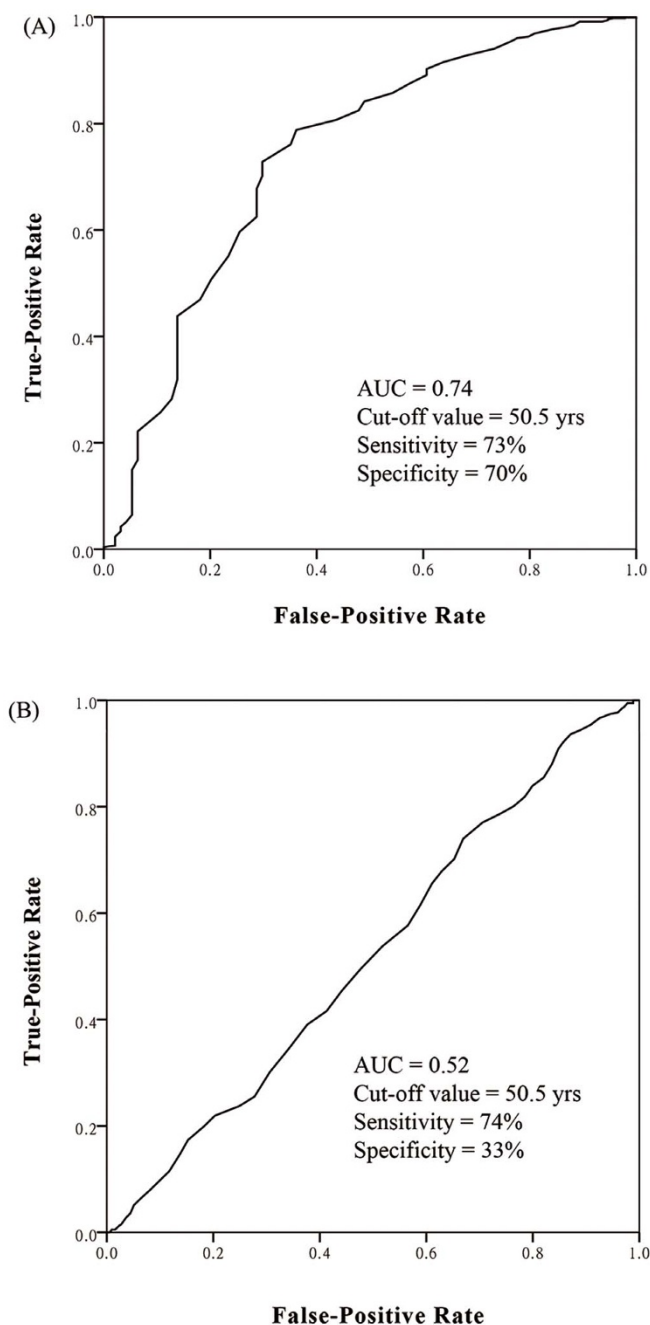 (A)
1.0
0.8
0.6
0.4
0.2
0.0
True-Positive Rate
AUC = 0.74
Cut-off value = 50.5 yrs
Sensitivity = 73%
Specificity = 70%
0.0 0.2 0.4 0.6 0.8 1.0
False-Positive Rate
(B)
1.0
0.8
0.6
0.4
0.2
0.0
True-Positive Rate
AUC = 0.52
Cut-off value = 50.5 yrs
Sensitivity = 74%
Specificity = 33%
0.0 0.2 0.4 0.6 0.8 1.0
False-Positive Rate